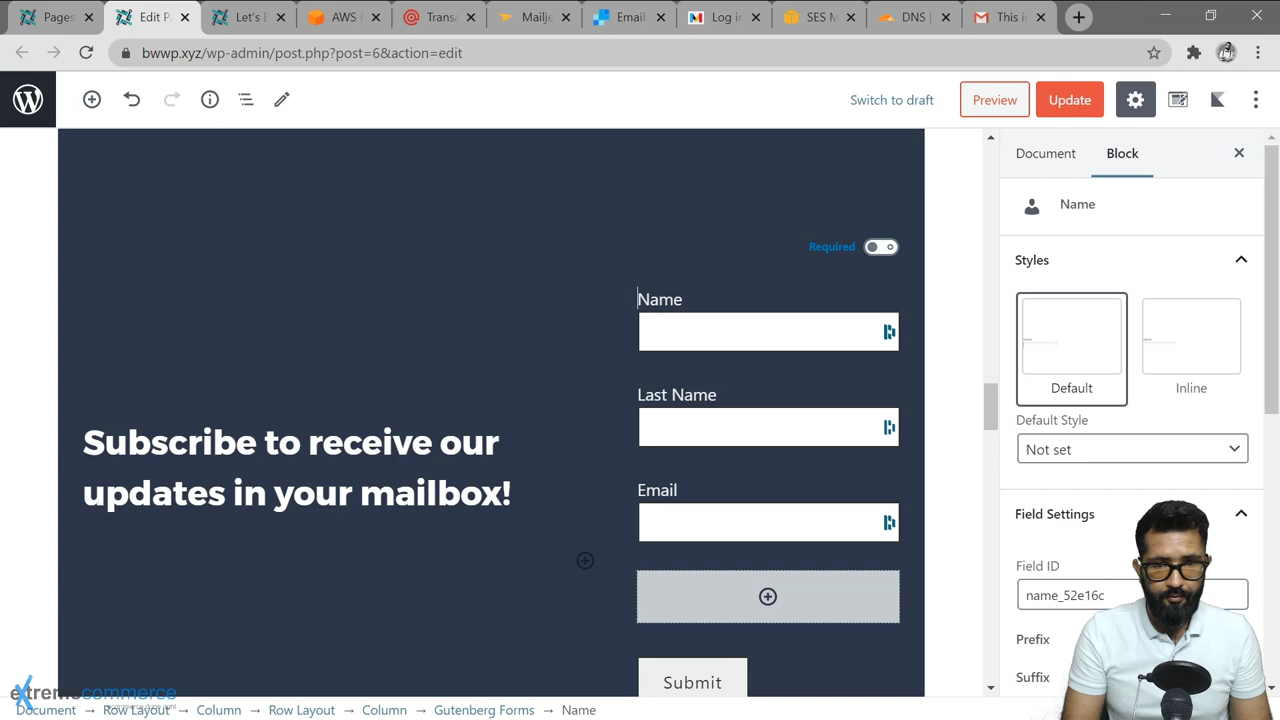 Pages
Edit P
Let's E
AWS M
Transa
Mailje
Email
Log in
SES M
DNS |
This is
bwwp.xyz/wp-admin/post.php?post=6&action=edit
Switch to draft
Preview
Update
Document
Block
Name
Styles
Default
Inline
Default Style
Not set
Field Settings
Field ID
name_52e16c
Prefix
Suffix
Required
Name
Last Name
Email
Submit
Subscribe to receive our
updates in your mailbox!
extremecommerce
Document → Row Layout → Column → Row Layout → Column → Gutenberg Forms → Name